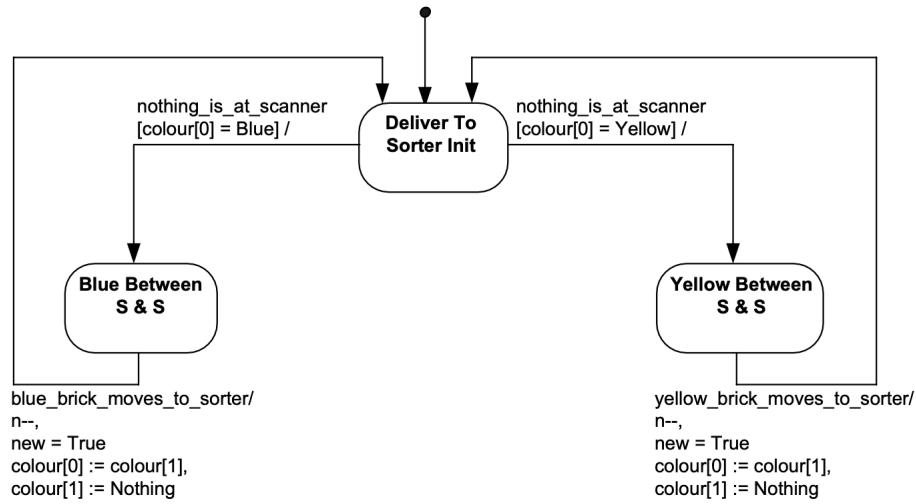 nothing_is_at_scanner
[colour[0] = Blue] /
Deliver To
Sorter Init
nothing_is_at_scanner
[colour[0] = Yellow] /
Blue Between
S & S
Yellow Between
S & S
blue_brick_moves_to_sorter/
n--,
new = True
colour[0] := colour[1],
colour[1] := Nothing
yellow_brick_moves_to_sorter/
n--,
new = True
colour[0] := colour[1],
colour[1] := Nothing